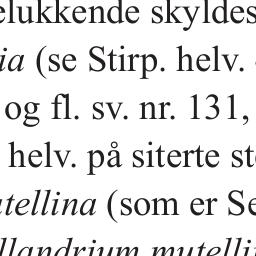 elukkende skyldes
ia (se Stirp. helv.
og fl. sv. nr. 131,
helv. på siterte st
tellina (som er Se
llandrium mutelli